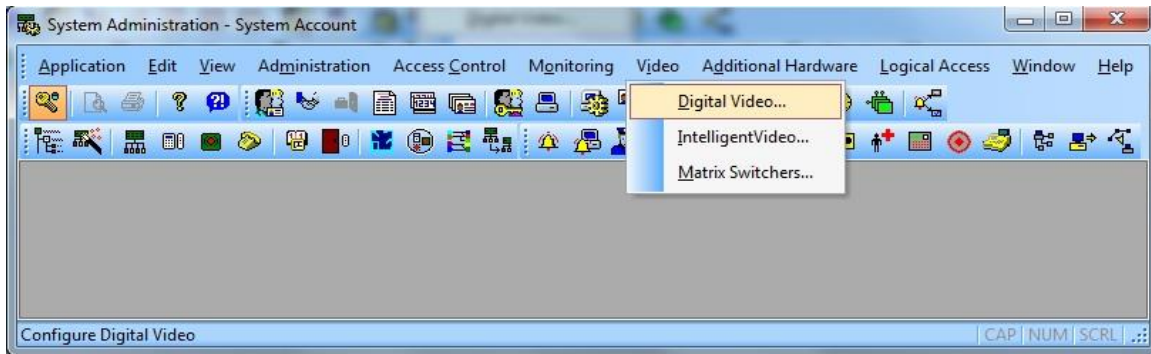 System Administration - System Account
Application Edit View Administration Access Control Monitoring Video Additional Hardware Logical Access Window Help
Digital Video...
IntelligentVideo...
Matrix Switchers...
Configure Digital Video
CAP NUM SCRL